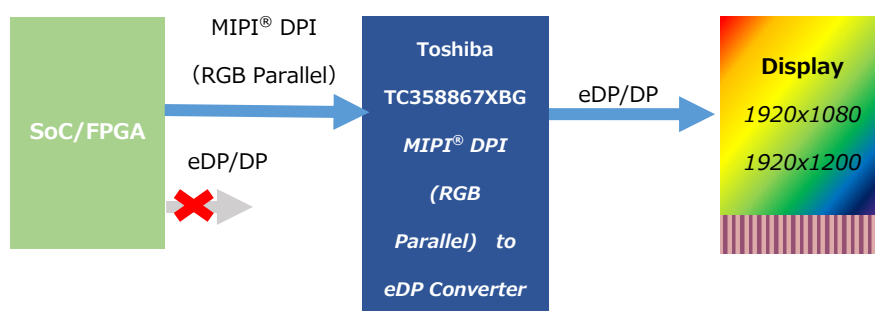 SoC/FPGA
MIPI® DPI
（RGB Parallel）
eDP/DP
Toshiba
TC358867XBG
MIPI® DPI
(RGB
Parallel) to
eDP Converter
eDP/DP
Display
1920x1080
1920x1200